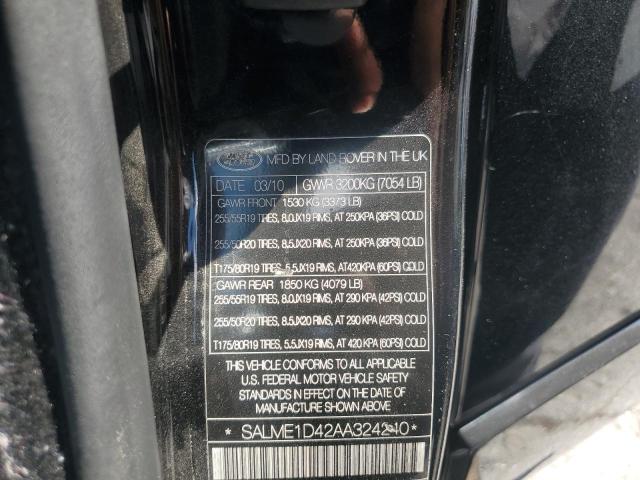 LAND ROVER MFD BY LAND ROVER IN THE UK
DATE 03/10 GVWR 3200KG (7054 LB)
GAWR FRONT 1530 KG (3373 LB)
255/55R19 TIRES, 8.0JX19 RIMS, AT 250KPA (36PSI) COLD
255/50R20 TIRES, 8.5JX20 RIMS, AT 250KPA (36PSI) COLD
T175/80R19 TIRES, 5.5JX19 RIMS, AT 420KPA (60PSI) COLD
GAWR REAR 1850 KG (4079 LB)
255/55R19 TIRES, 8.0JX19 RIMS, AT 290 KPA (42PSI) COLD
255/50R20 TIRES, 8.5JX20 RIMS, AT 290 KPA (42PSI) COLD
T175/80R19 TIRES, 5.5JX19 RIMS, AT 420 KPA (60PSI) COLD
THIS VEHICLE CONFORMS TO ALL APPLICABLE
U.S. FEDERAL MOTOR VEHICLE SAFETY
STANDARDS IN EFFECT ON THE DATE OF
MANUFACTURE SHOWN ABOVE.
* SALME1D42AA324240 *